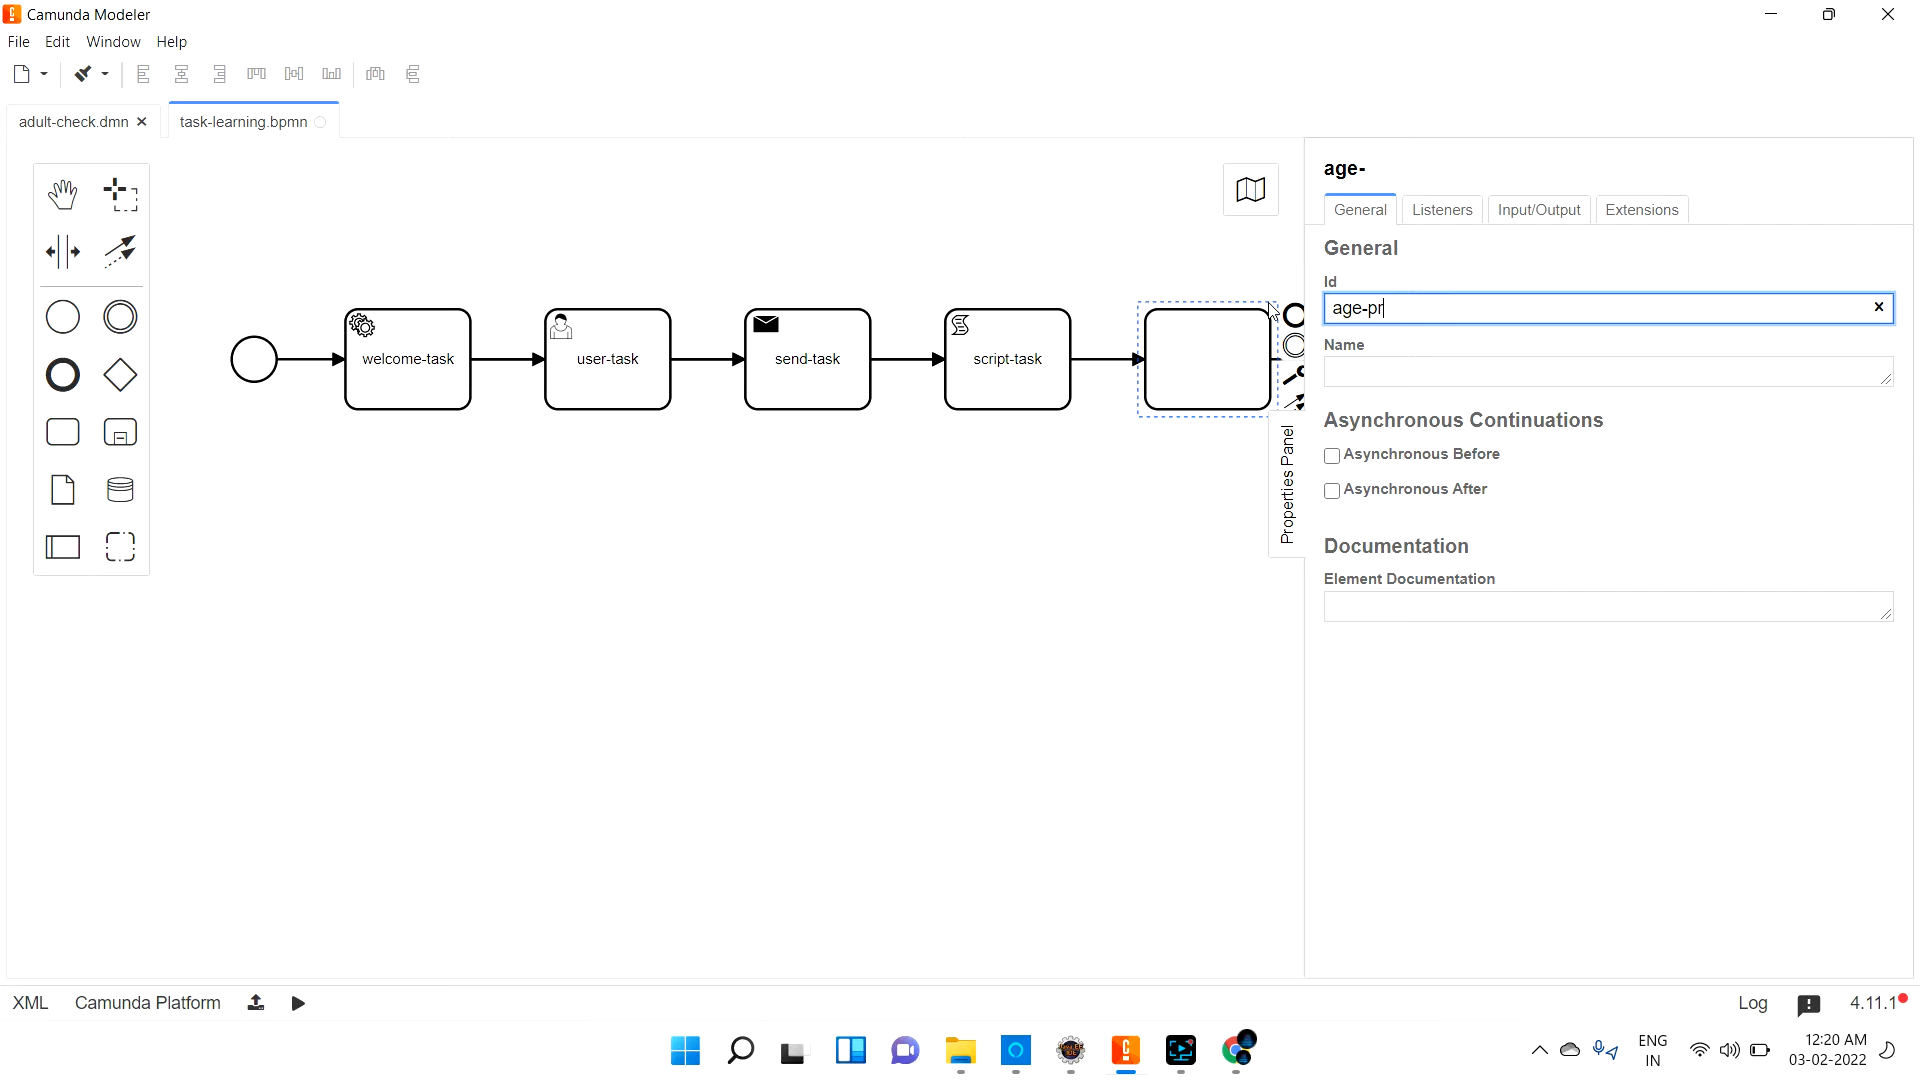 Camunda Modeler
File Edit Window Help
adult-check.dmn task-learning.bpmn
age-
General Listeners Input/Output Extensions
General
Id
age-pr
Name
welcome-task user-task send-task script-task
Asynchronous Continuations
Asynchronous Before
Asynchronous After
Properties Panel
Documentation
Element Documentation
XML Camunda Platform Log 4.11.1
ENG
IN
12:20 AM
03-02-2022